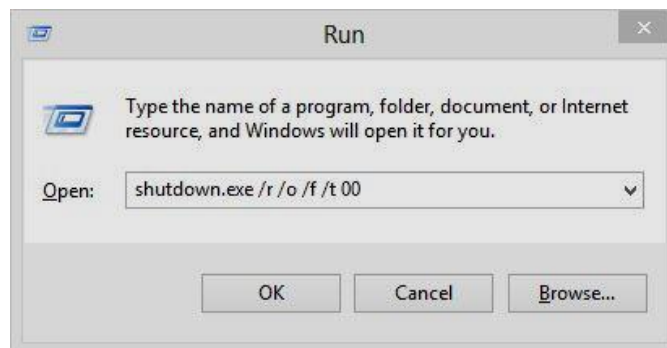 Run
Type the name of a program, folder, document, or Internet
resource, and Windows will open it for you.
Open: shutdown.exe /r /o /f /t 00
OK Cancel Browse...